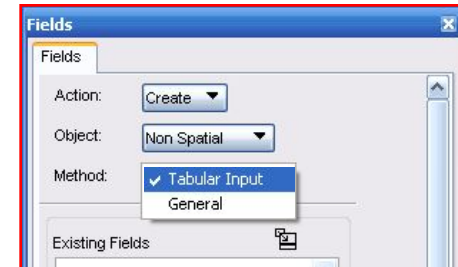 Fields
Fields
Action: Create
Object: Non Spatial
Method: Tabular Input
General
Existing Fields